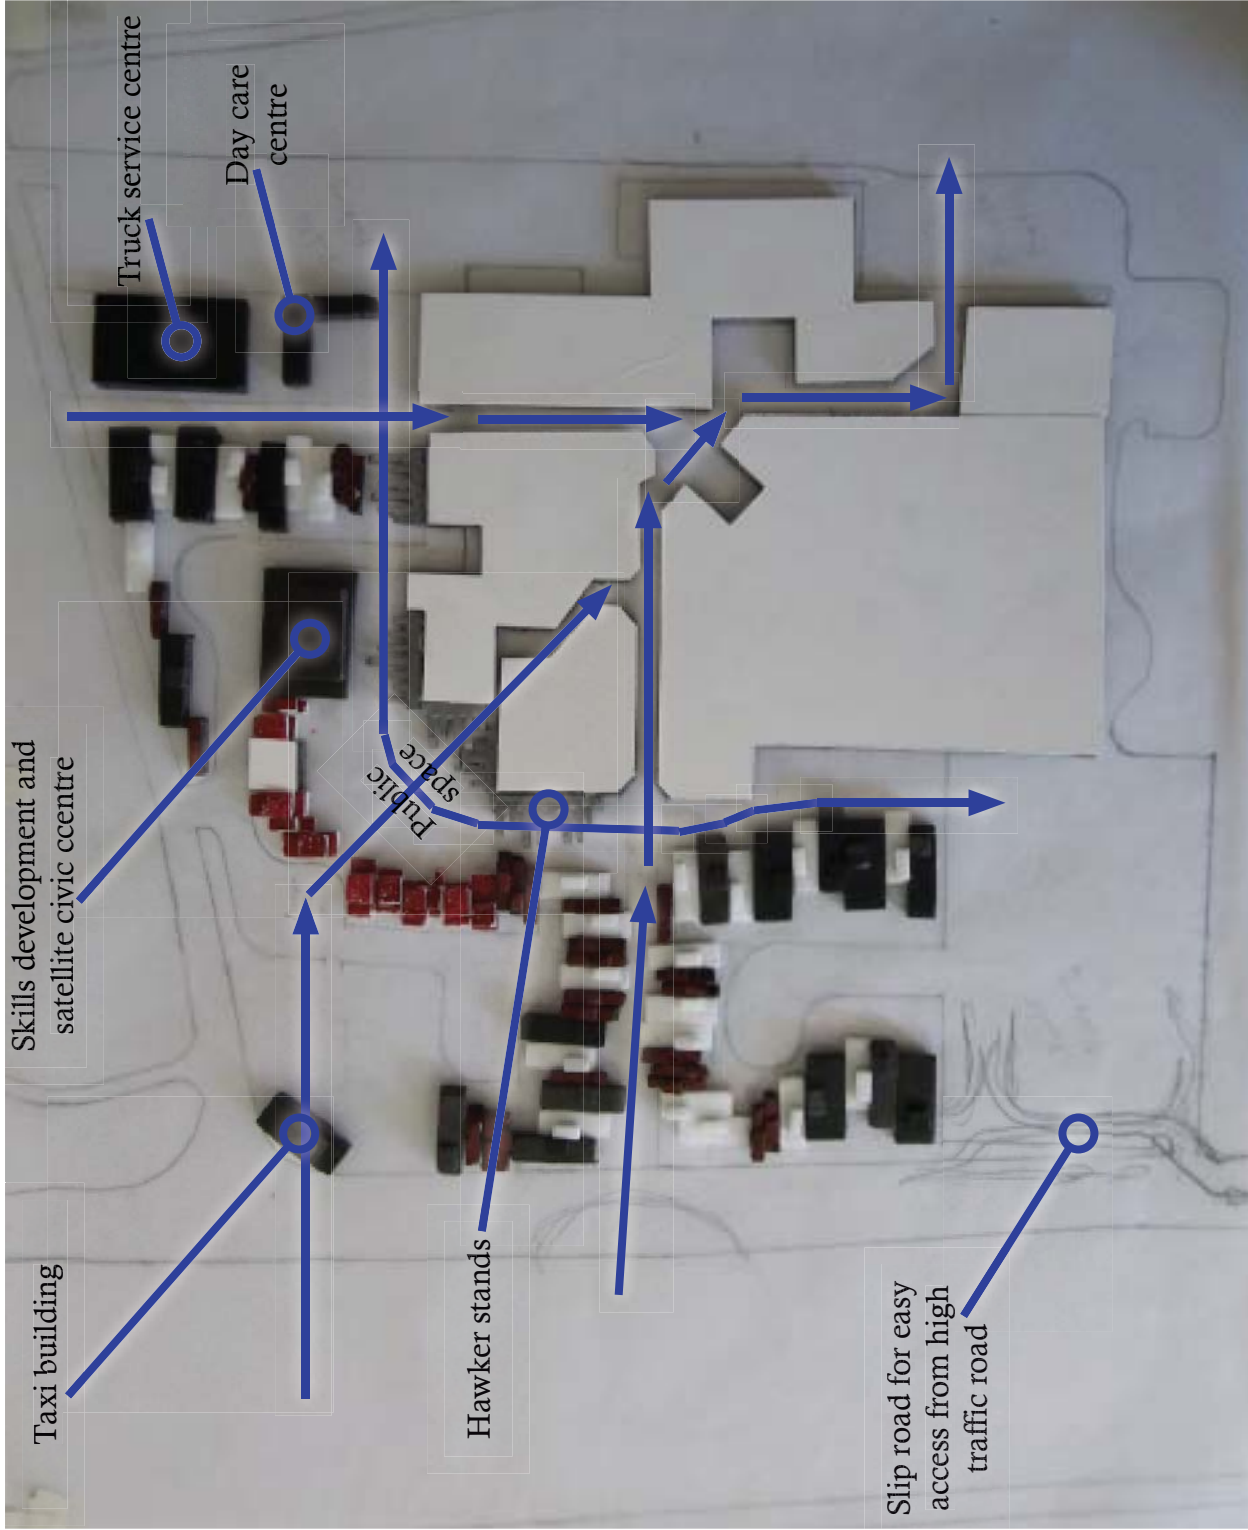 Taxi building
Skills development and
satellite civic ccentre
Truck service centre
Day care
centre
Public
space
Hawker stands
Slip road for easy
access from high
traffic road